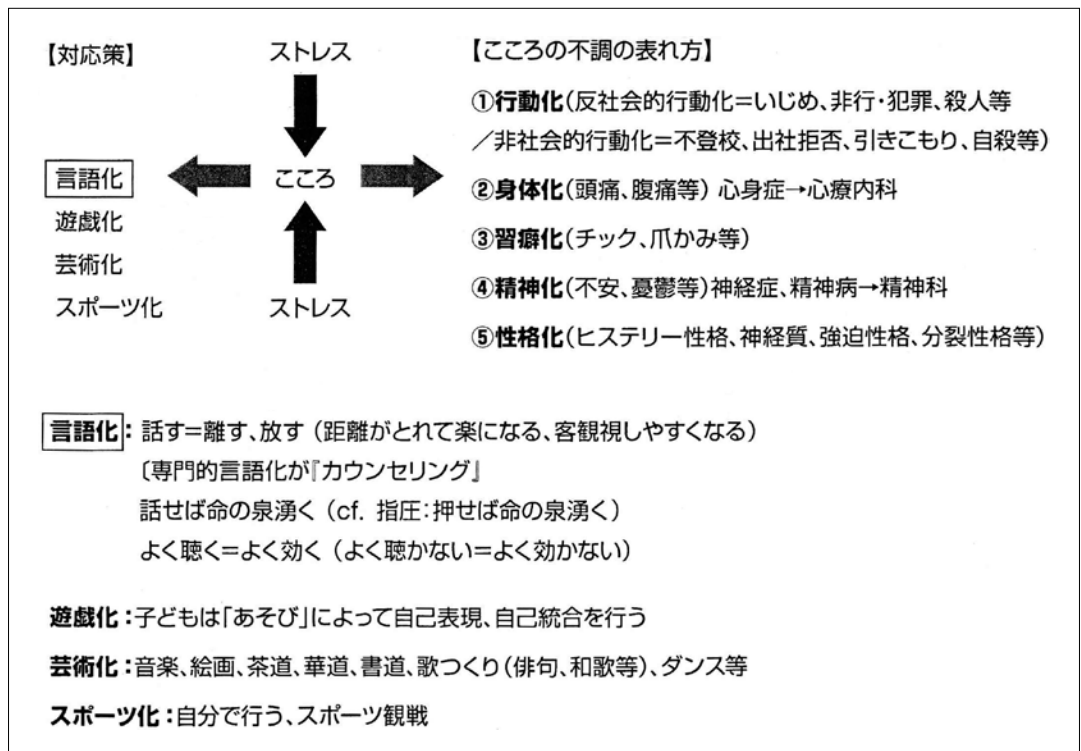 【対応策】
ストレス
【こころの不調の表れ方】
①行動化(反社会的行動化=いじめ、非行・犯罪、殺人等
/非社会的行動化=不登校、出社拒否、引きこもり、自殺等)
言語化
こころ
②身体化(頭痛、腹痛等) 心身症→心療内科
遊戯化
③習癖化(チック、爪かみ等)
芸術化
④精神化(不安、憂鬱等)神経症、精神病→精神科
スポーツ化
ストレス
⑤性格化(ヒステリー性格、神経質、強迫性格、分裂性格等)
言語化:話す=離す、放す (距離がとれて楽になる、客観視しやすくなる)
〔専門的言語化が『カウンセリング』
話せば命の泉湧く (cf. 指圧:押せば命の泉湧く)
よく聴く=よく効く (よく聴かない=よく効かない)
遊戯化:子どもは「あそび」によって自己表現、自己統合を行う
芸術化:音楽、絵画、茶道、華道、書道、歌つくり(俳句、和歌等)、ダンス等
スポーツ化:自分で行う、スポーツ観戦